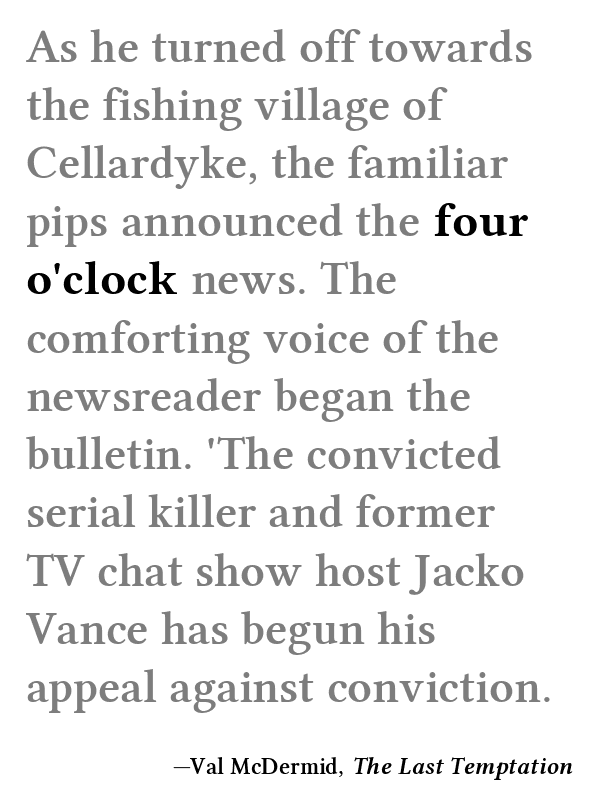 As he turned off towards
the fishing village of
Cellardyke, the familiar
pips announced the four
o'clock news. The
comforting voice of the
newsreader began the
bulletin. 'The convicted
serial killer and former
TV chat show host Jacko
Vance has begun his
appeal against conviction.
—Val McDermid, The Last Temptation